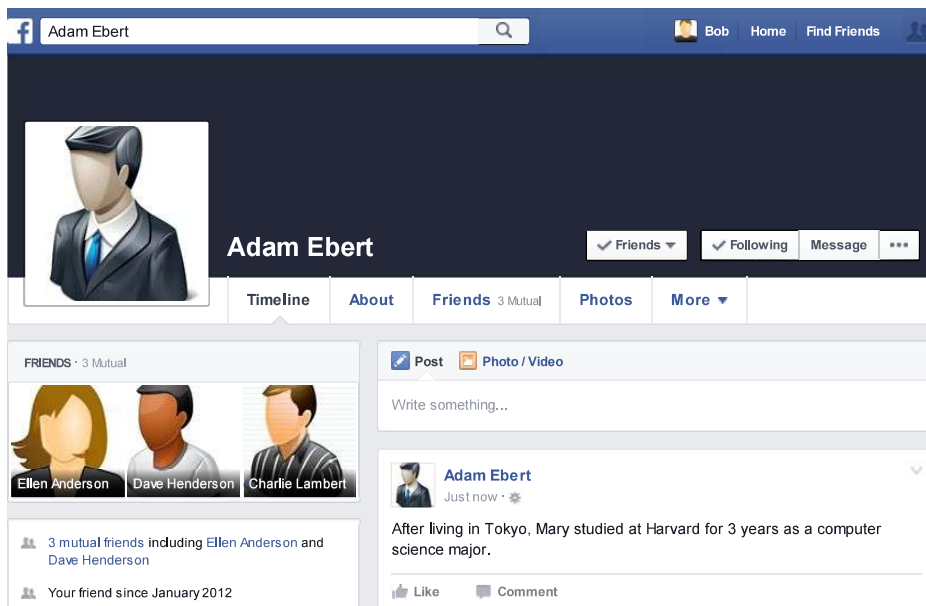 f Adam Ebert Bob Home Find Friends
Adam Ebert
Friends Following Message
Timeline About Friends 3 Mutual Photos More
FRIENDS · 3 Mutual
Ellen Anderson Dave Henderson Charlie Lambert
3 mutual friends including Ellen Anderson and
Dave Henderson
Your friend since January 2012
Post Photo / Video
Write something...
Adam Ebert
Just now ·
After living in Tokyo, Mary studied at Harvard for 3 years as a computer
science major.
Like Comment